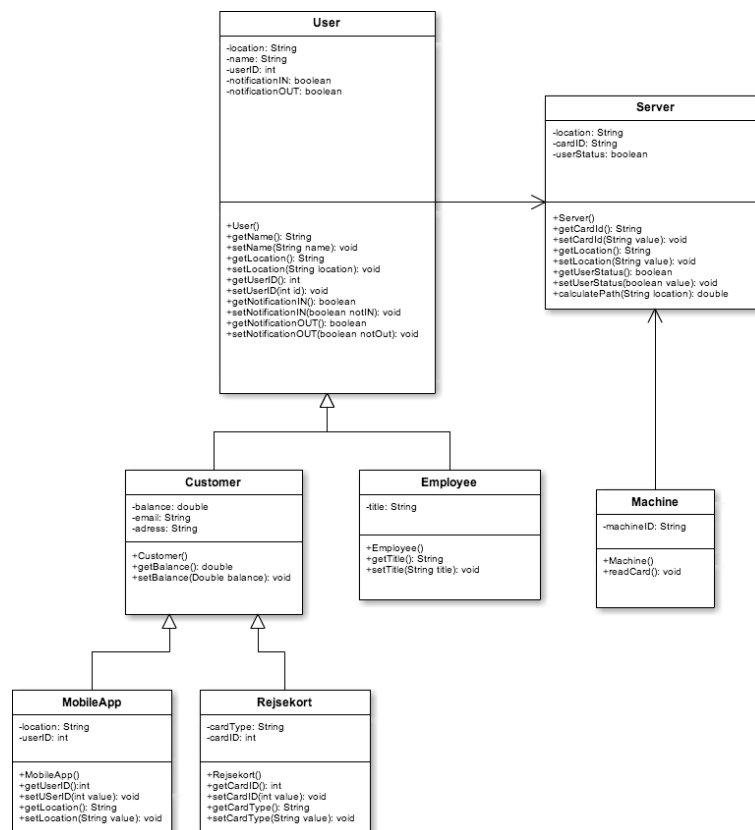 User
-location: String
-name: String
-userID: int
-notificationIN: boolean
-notificationOUT: boolean
+User()
+getName(): String
+setName(String name): void
+getLocation(): String
+setLocation(String location): void
+getUserID(): int
+setUserID(int id): void
+getNotificationIN(): boolean
+setNotificationIN(boolean notIN): void
+getNotificationOUT(): boolean
+setNotificationOUT(boolean notOut): void
Server
-location: String
-cardID: String
-userStatus: boolean
+Server()
+getCardId(): String
+setCardId(String value): void
+getLocation(): String
+setLocation(String value): void
+getUserStatus(): boolean
+setUserStatus(boolean value): void
+calculatePath(String location): double
Customer
-balance: double
-email: String
-adress: String
+Customer()
+getBalance(): double
+setBalance(Double balance): void
Employee
-title: String
+Employee()
+getTitle(): String
+setTitle(String title): void
Machine
-machineID: String
+Machine()
+readCard(): void
MobileApp
-location: String
-userID: int
+MobileApp()
+getUserID():int
+setUSerID(int value): void
+getLocation(): String
+setLocation(String value): void
Rejsekort
-cardType: String
-cardID: int
+Rejsekort()
+getCardID(): int
+setCardID(int value): void
+getCardType(): String
+setCardType(String value): void